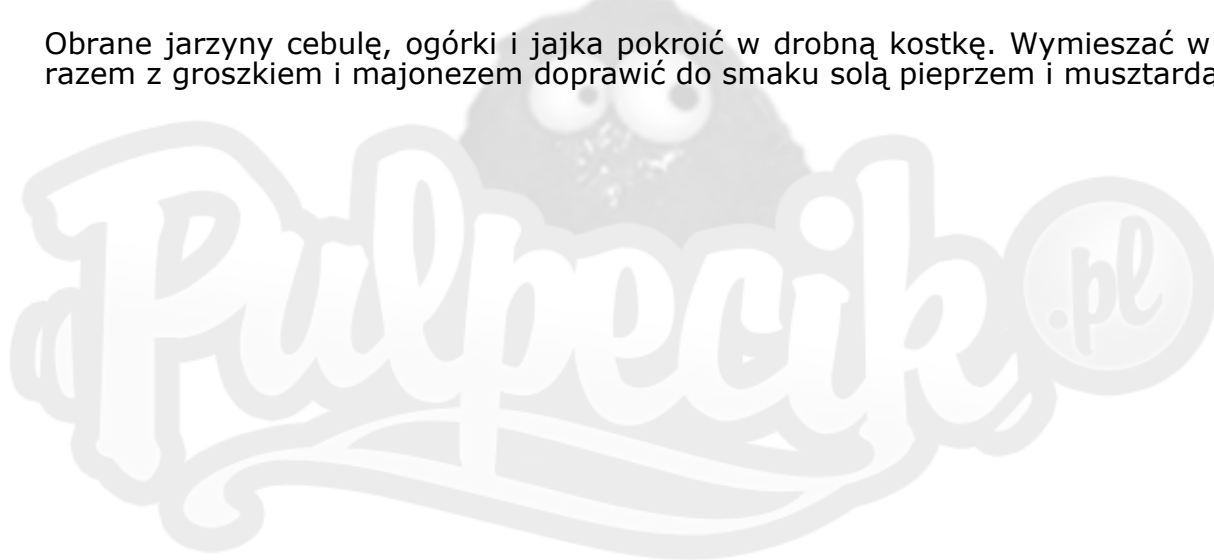 Obrane jarzyny cebulę, ogórki i jajka pokroić w drobną kostkę. Wymieszać w
razem z groszkiem i majonezem doprawić do smaku solą pieprzem i musztardą
Pulpecik.pl